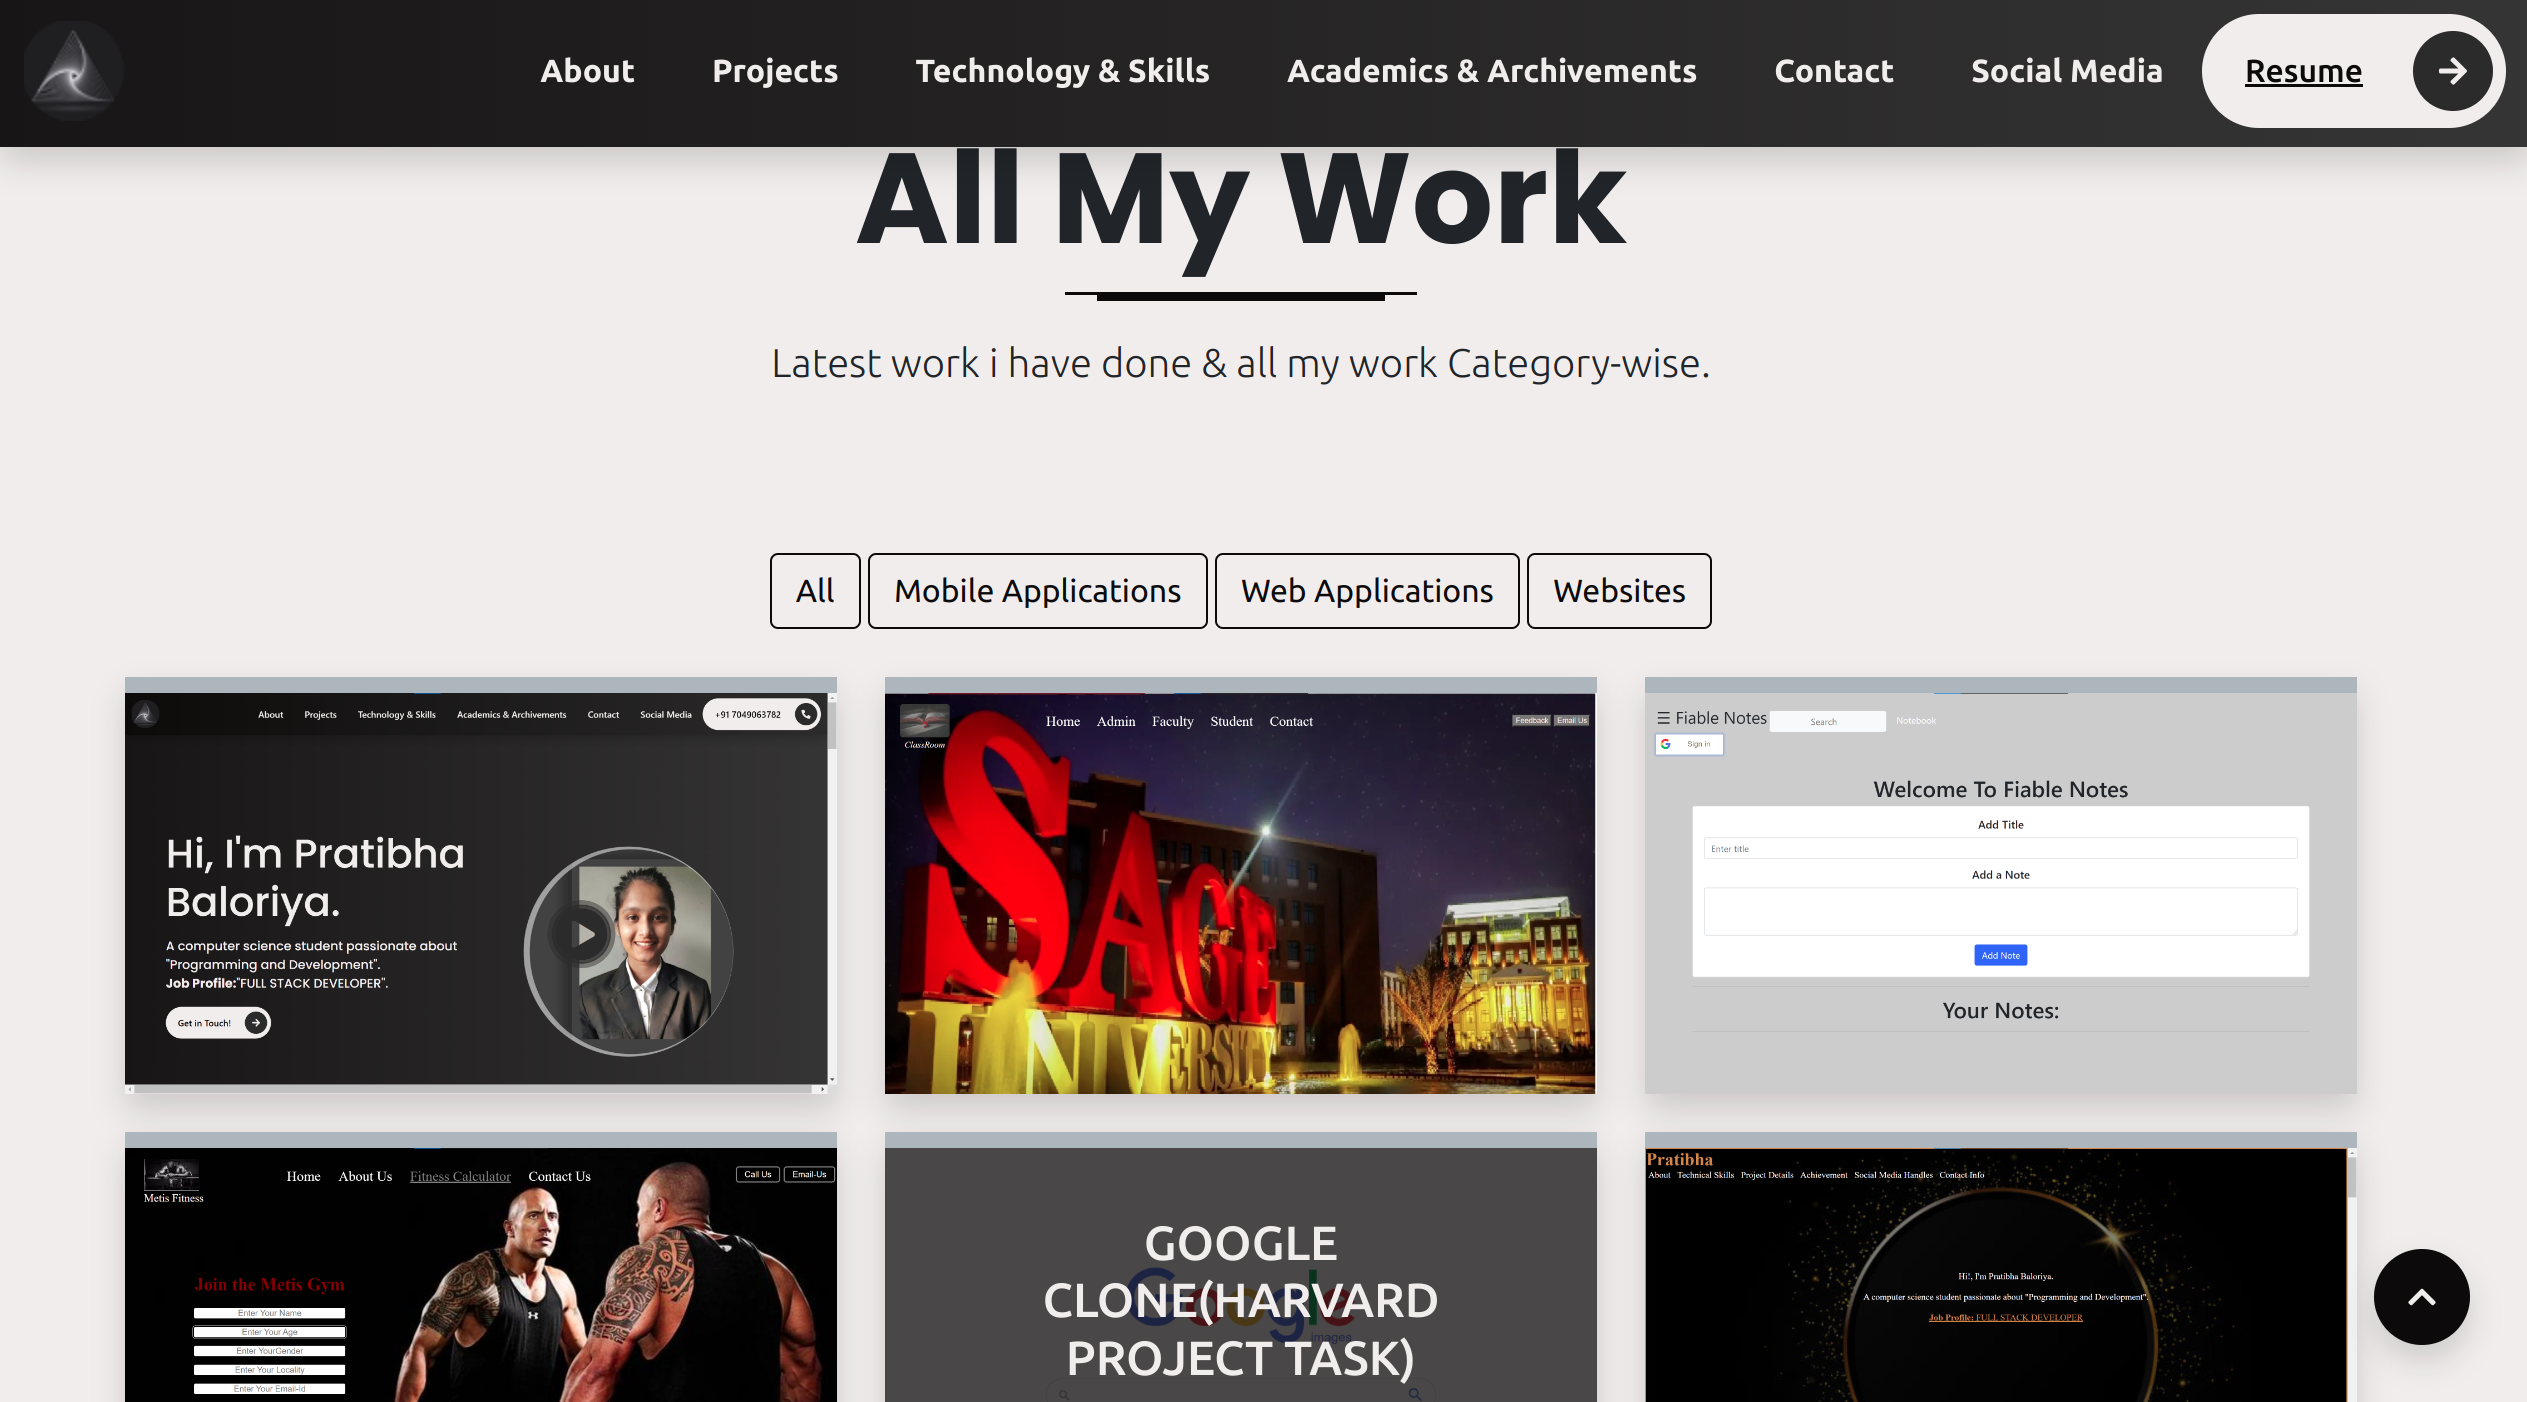 About Projects Technology & Skills Academics & Archivements Contact Social Media Resume
All My Work
Latest work i have done & all my work Category-wise.
All Mobile Applications Web Applications Websites
About Projects Technology & Skills Academics & Archivements Contact Social Media +91 7049063782
Hi, I'm Pratibha
Baloriya.
A computer science student passionate about
"Programming and Development".
Job Profile:"FULL STACK DEVELOPER".
Get in Touch!
ClassRoom
Home Admin Faculty Student Contact
Feedback Email Us
SAGE
UNIVERSITY
☰ Fiable Notes Search Notebook
Sign in
Welcome To Fiable Notes
Add Title
Enter title
Add a Note
Add Note
Your Notes:
Metis Fitness
Home About Us Fitness Calculator Contact Us
Call Us Email-Us
Join the Metis Gym
Enter Your Name
Enter Your Age
Enter YourGender
Enter Your Locality
Enter Your Email-Id
GOOGLE
CLONE(HARVARD
PROJECT TASK)
Google
images
Pratibha
About Technical Skills Project Details Achievement Social Media Handles Contact Info
Hi!, I'm Pratibha Baloriya.
A computer science student passionate about "Programming and Development".
Job Profile: FULL STACK DEVELOPER